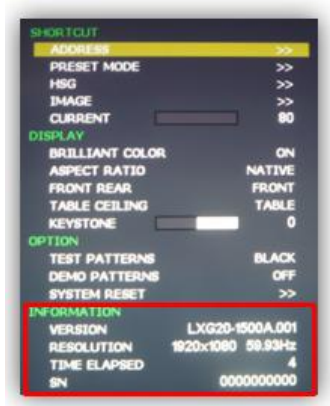 SHORTCUT
ADDRESS >>
PRESET MODE >>
HSG >>
IMAGE >>
CURRENT 80
DISPLAY
BRILLIANT COLOR ON
ASPECT RATIO NATIVE
FRONT REAR FRONT
TABLE CEILING TABLE
KEYSTONE 0
OPTION
TEST PATTERNS BLACK
DEMO PATTERNS OFF
SYSTEM RESET >>
INFORMATION
VERSION LXG20-1500A.001
RESOLUTION 1920x1080 59.93Hz
TIME ELAPSED 4
SN 0000000000